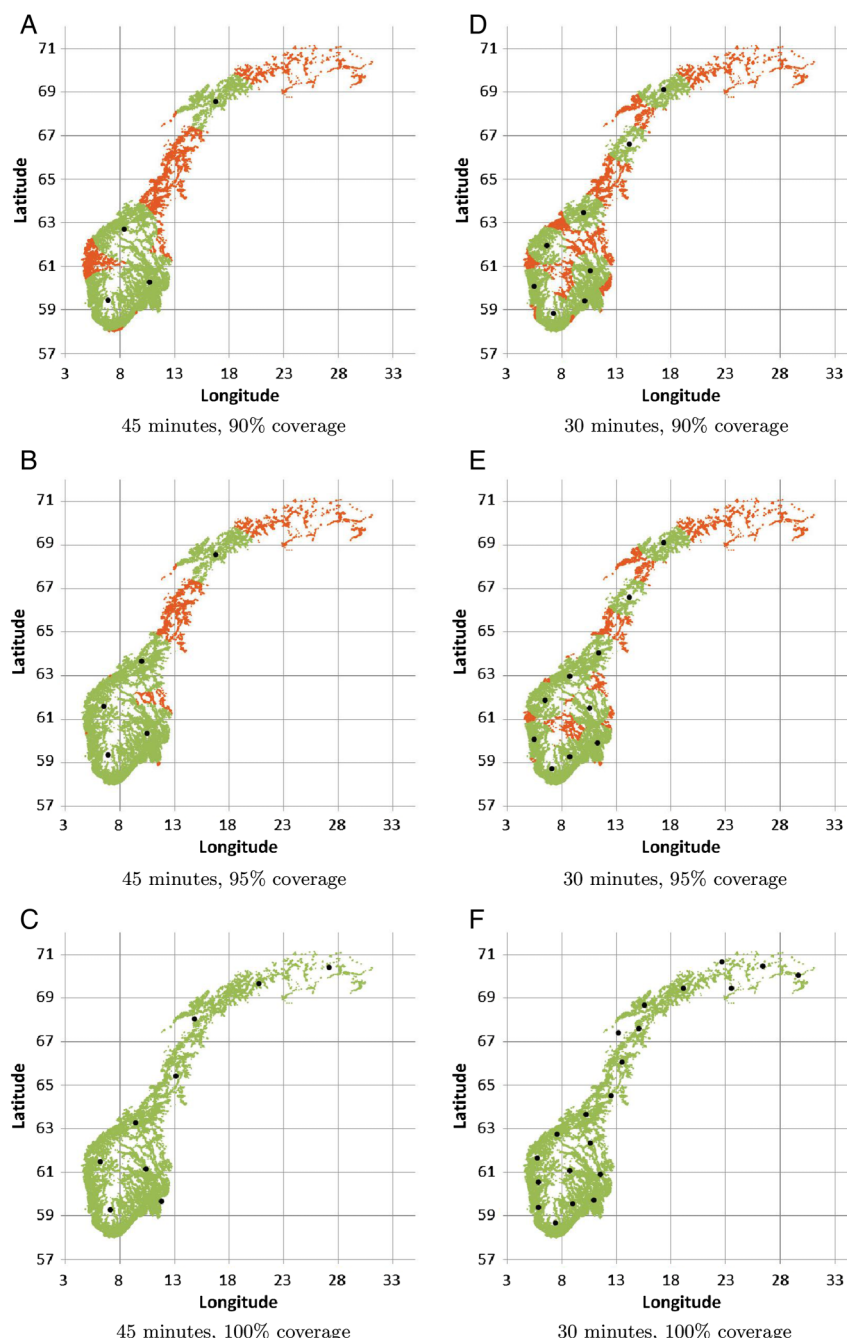 A
71
69
67
65
63
61
59
57
3 8 13 18 23 28 33
Latitude
Longitude
45 minutes, 90% coverage
D
71
69
67
65
63
61
59
57
3 8 13 18 23 28 33
Latitude
Longitude
30 minutes, 90% coverage
B
71
69
67
65
63
61
59
57
3 8 13 18 23 28 33
Latitude
Longitude
45 minutes, 95% coverage
E
71
69
67
65
63
61
59
57
3 8 13 18 23 28 33
Latitude
Longitude
30 minutes, 95% coverage
C
71
69
67
65
63
61
59
57
3 8 13 18 23 28 33
Latitude
Longitude
45 minutes, 100% coverage
F
71
69
67
65
63
61
59
57
3 8 13 18 23 28 33
Latitude
Longitude
30 minutes, 100% coverage